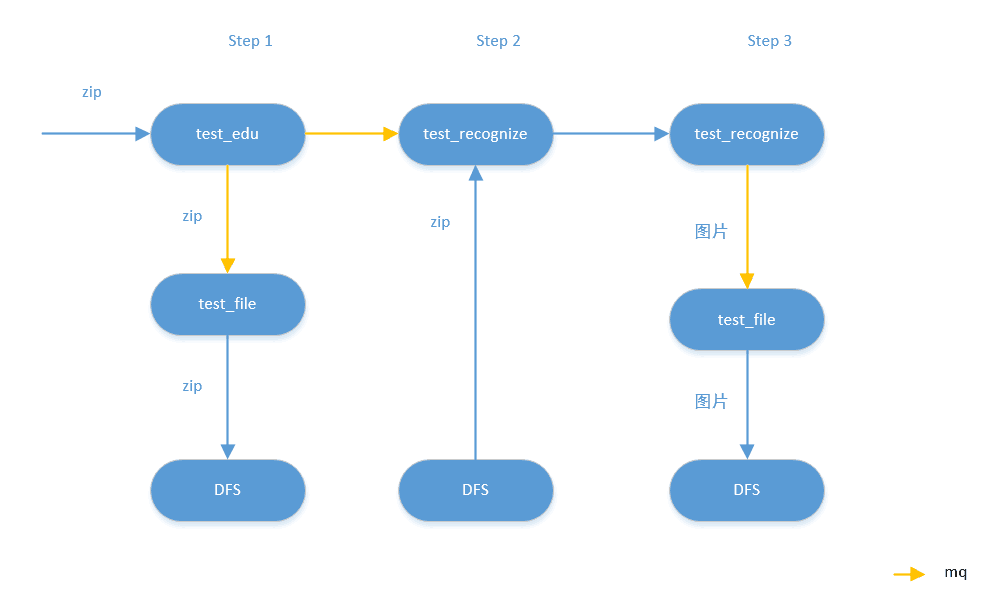 Step 1
Step 2
Step 3
zip
test_edu
test_recognize
test_recognize
zip
zip
图片
test_file
test_file
zip
图片
DFS
DFS
DFS
mq